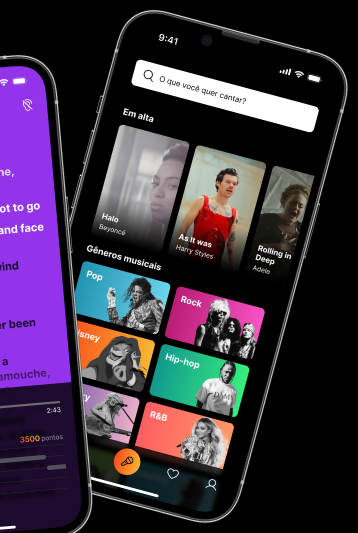 9:41
O que você quer cantar?
Em alta
Halo
Beyoncé
As It was
Harry Styles
Rolling in
Deep
Adele
Gêneros musicais
Pop
Rock
Hip-hop
R&B
ot to go
and face
wind
er been
a
amouche,
2:43
3500 pontos